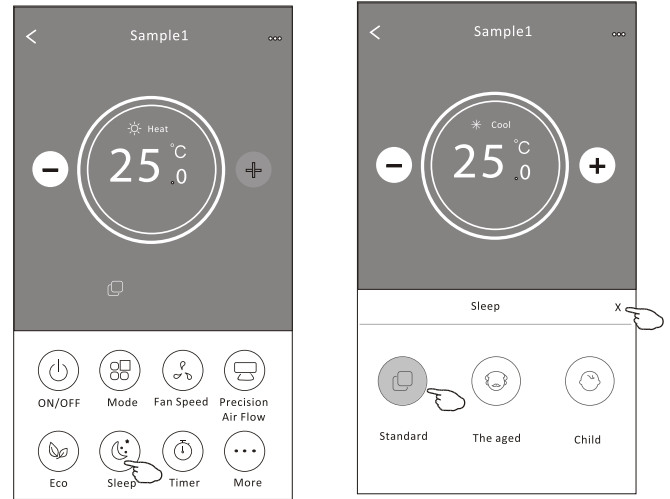 Sample1
Heat
25.0 °C
ON/OFF Mode Fan Speed Precision
Air Flow
Eco Sleep Timer More
Sample1
Cool
25.0 °C
Sleep X
Standard The aged Child